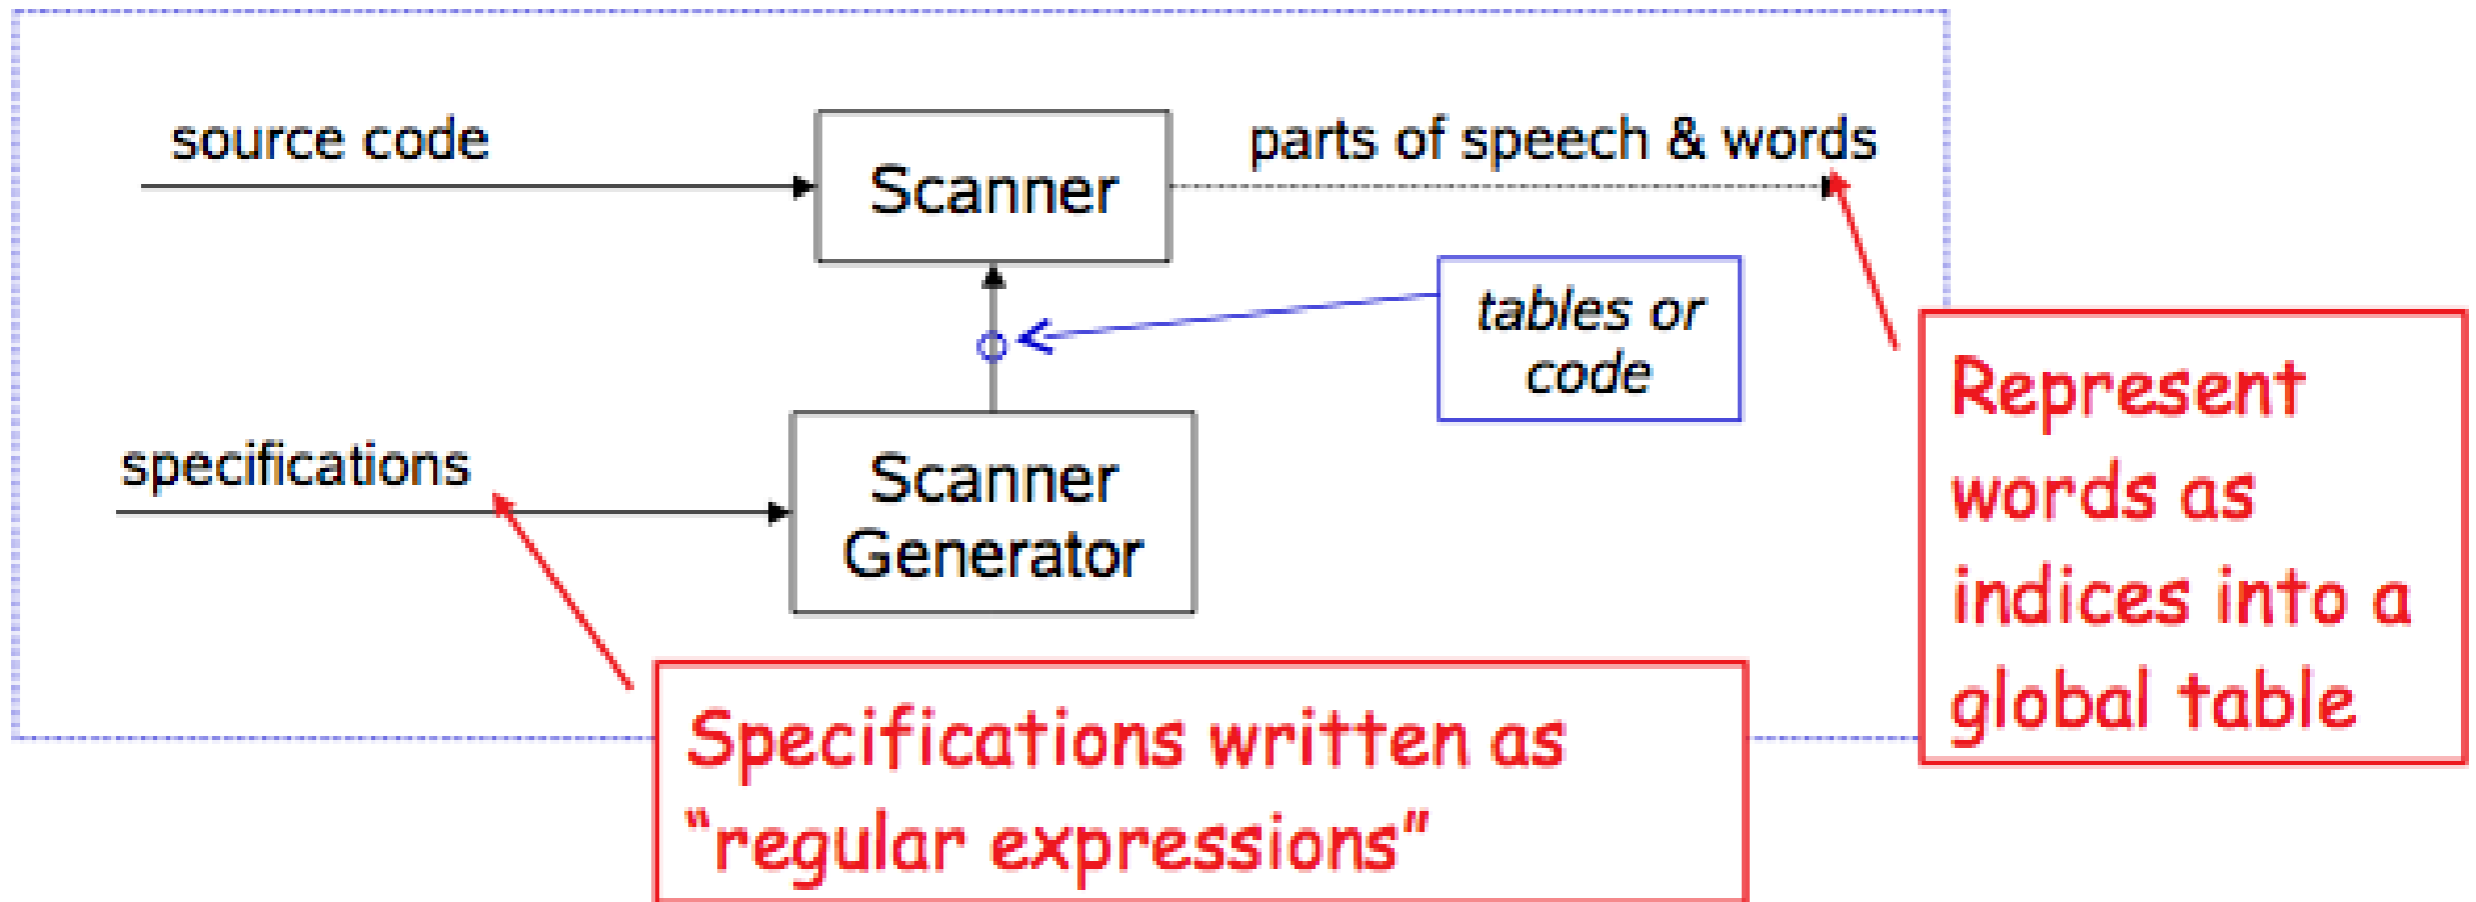 source code
Scanner
parts of speech & words
tables or
code
specifications
Scanner
Generator
Represent
words as
indices into a
global table
Specifications written as
“regular expressions”